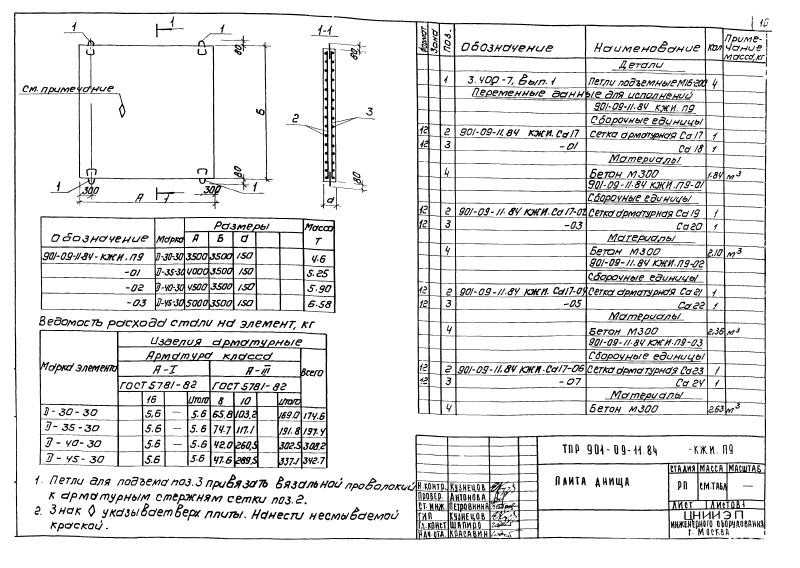 10
1
1
1
1
1-1
80
80
см. примечание
Б
2
3
80
80
1
1
300
А
1
300
а
Обозначение Марка Размеры Масса
А Б а Т
901-09-11.84-КЖИ.П9 D-30-30 3500 3500 150 4.6
-01 D-35-30 4000 3500 150 5.25
-02 D-40-30 4500 3500 150 5.90
-03 D-45-30 5000 3500 150 6.58
Ведомость расхода стали на элемент, кг
Марка элемента Изделия арматурные Всего
Арматура класса
А-I А-III
ГОСТ 5781-82 ГОСТ 5781-82
16 Итого 8 10 Итого
D-30-30 5.6 — 5.6 65.8 103.2 169.0 174.6
D-35-30 5.6 — 5.6 74.7 117.1 191.8 197.4
D-40-30 5.6 — 5.6 42.0 260.5 302.5 308.2
D-45-30 5.6 5.6 47.6 289.5 337.1 342.7
1. Петли для подъема поз.3 привязать вязальной проволокой
к арматурным стержням сетки поз.2.
2. Знак ◊ указывает верх плиты. Нанести несмываемой
краской.
Формат Зона Поз. Обозначение Наименование Кол Примечание масса, кг
Детали
1 3.400-7, Вып. 1 Петли подъемные М16-200 4
Переменные данные для исполнений
901-09-11.84 КЖИ.П9
Сборочные единицы
12 2 901-09-11.84 КЖИ.Са17 Сетка арматурная Са17 1
12 3 -01 Са18 1
Материалы
4 Бетон М300 1.84 м³
901-09-11.84 КЖИ.П9-01
Сборочные единицы
12 2 901-09-11.84 КЖИ.Са17-02 Сетка арматурная Са19 1
12 3 -03 Са20 1
Материалы
4 Бетон М300 2.10 м³
901-09-11.84 КЖИ.П9-02
Сборочные единицы
12 2 901-09-11.84 КЖИ.Са17-04 Сетка арматурная Са21 1
12 3 -05 Са22 1
Материалы
4 Бетон М300 2.36 м³
901-09-11.84 КЖИ.П9-03
Сборочные единицы
12 2 901-09-11.84 КЖИ.Са17-06 Сетка арматурная Са23 1
12 3 -07 Са24 1
Материалы
4 Бетон М300 2.63 м³
ТПР 901-09-11.84 -КЖИ.П9
Плита днища
Стадия Масса Масштаб
РП см.табл —
Лист Листов 1
ЦНИИЭП
инженерного оборудования
г. Москва
Н.контр. Кузнецов
Провер. Антонова
Ст.инж. Петровнина
ГИП Кузнецов
Гл.конст Шапиро
Нач.отд. Красавин